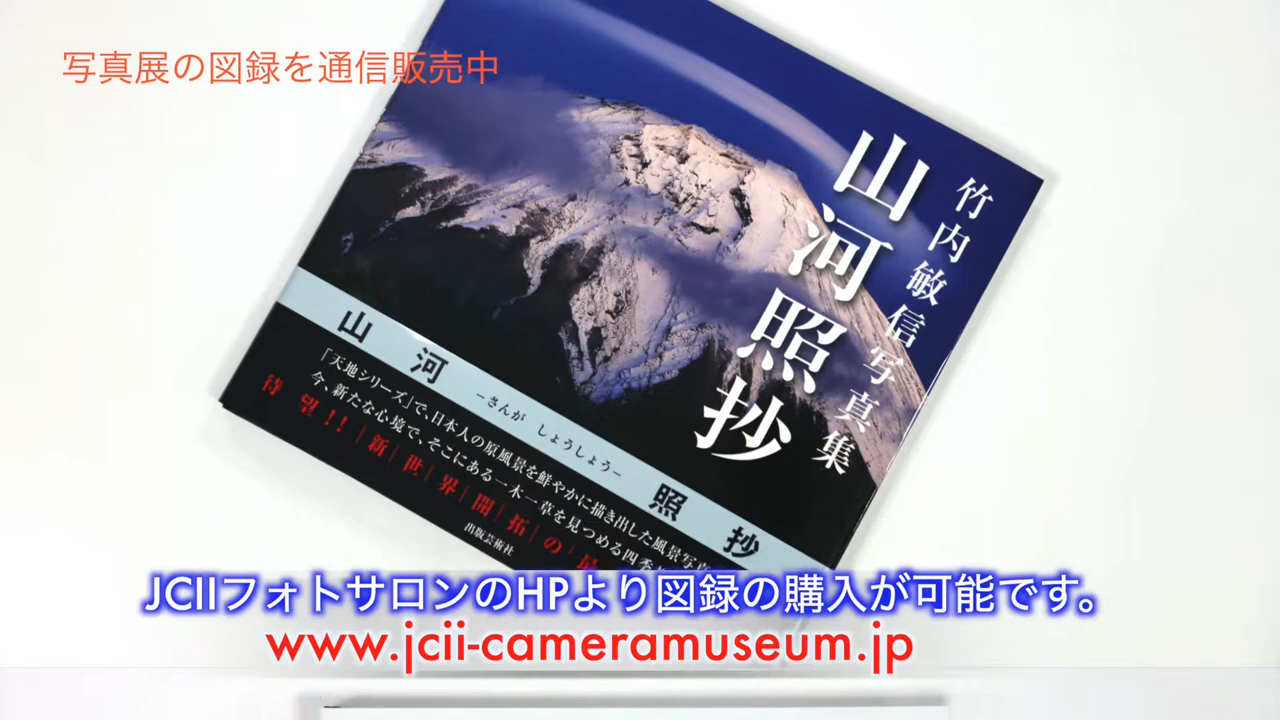 写真展の図録を通信販売中
竹内敏信写真集
山河照抄
山河
－さんが しょうしょう－
照抄
「天地シリーズ」で、日本人の原風景を鮮やかに描き出した風景写真
今、新たな心境で、そこにある一木一草を見つめる四季
待望!!|新|世|界|開|拓|の|最
出版芸術社
JCIIフォトサロンのHPより図録の購入が可能です。
www.jcii-cameramuseum.jp